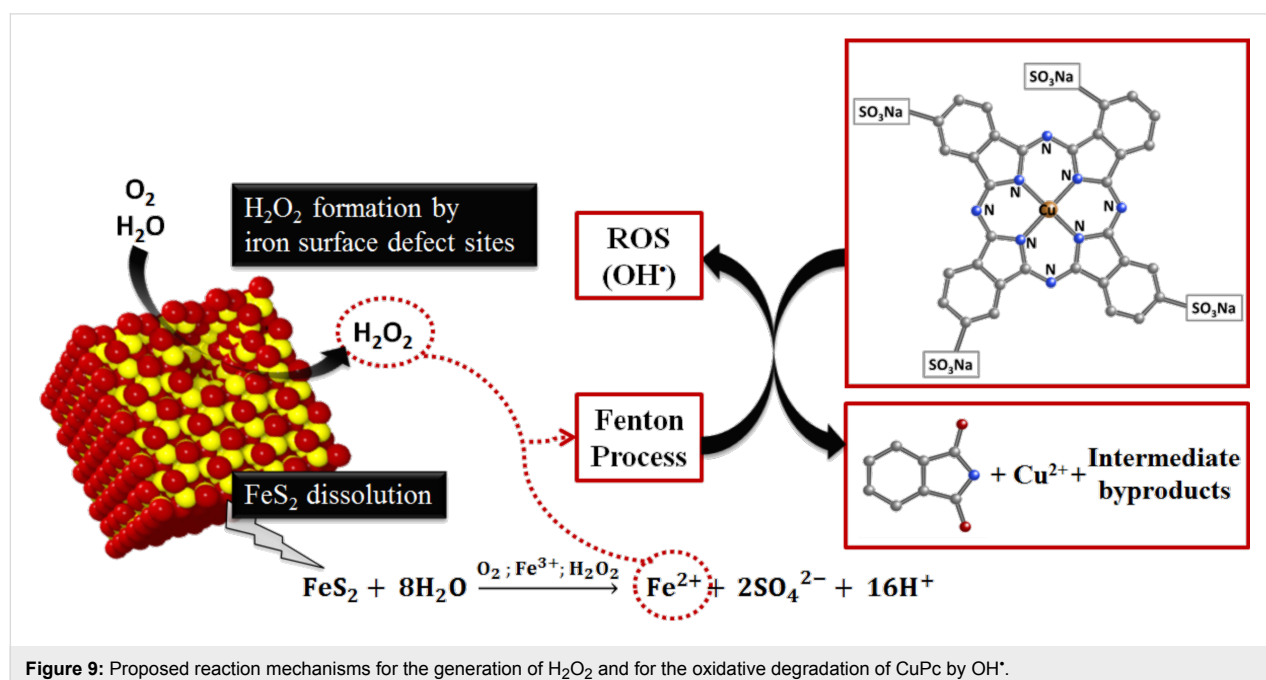 O₂
H₂O
H₂O₂ formation by
iron surface defect sites
H₂O₂
FeS₂ dissolution
FeS₂ + 8H₂O
O₂ ; Fe³⁺; H₂O₂
Fe²⁺ + 2SO₄²⁻ + 16H⁺
ROS
(OH•)
Fenton
Process
SO₃Na
SO₃Na
N
N
N
N
Cu
N
N
N
N
SO₃Na
SO₃Na
+ Cu²⁺ + Intermediate
byproducts
Figure 9: Proposed reaction mechanisms for the generation of H₂O₂ and for the oxidative degradation of CuPc by OH•.